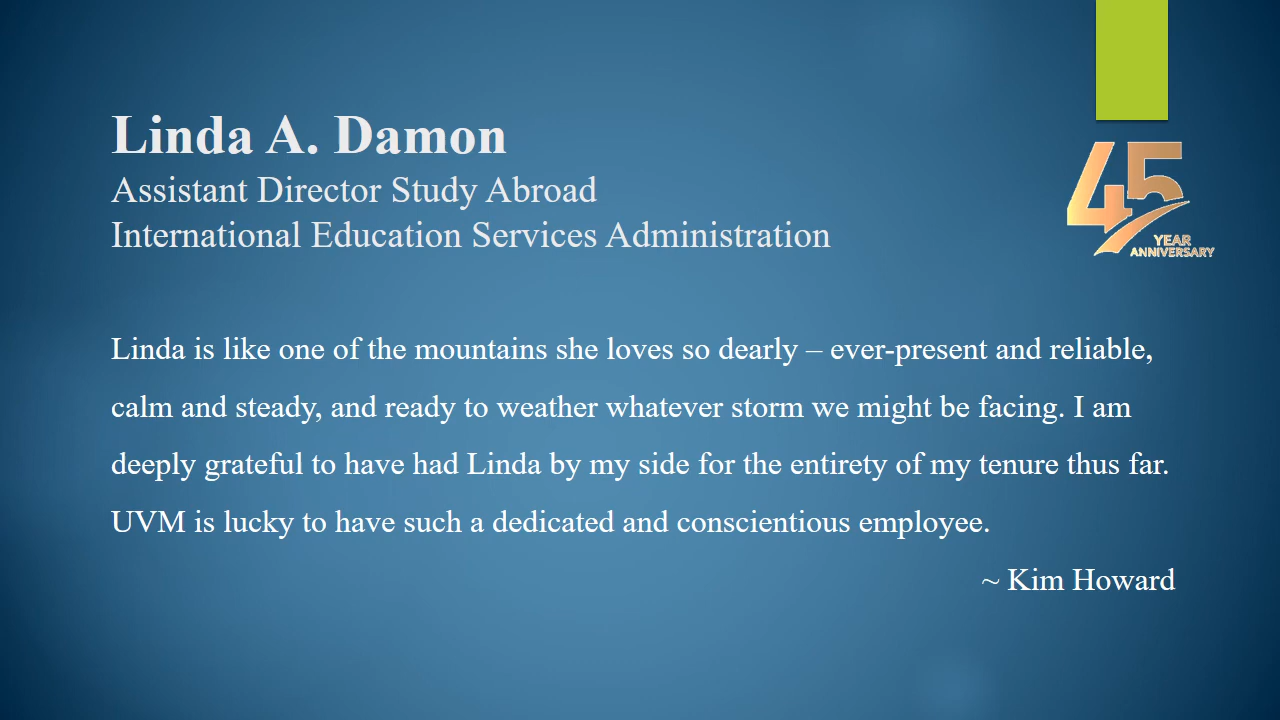 Linda A. Damon
Assistant Director Study Abroad
International Education Services Administration
45
YEAR
ANNIVERSARY
Linda is like one of the mountains she loves so dearly – ever-present and reliable,
calm and steady, and ready to weather whatever storm we might be facing. I am
deeply grateful to have had Linda by my side for the entirety of my tenure thus far.
UVM is lucky to have such a dedicated and conscientious employee.
~ Kim Howard